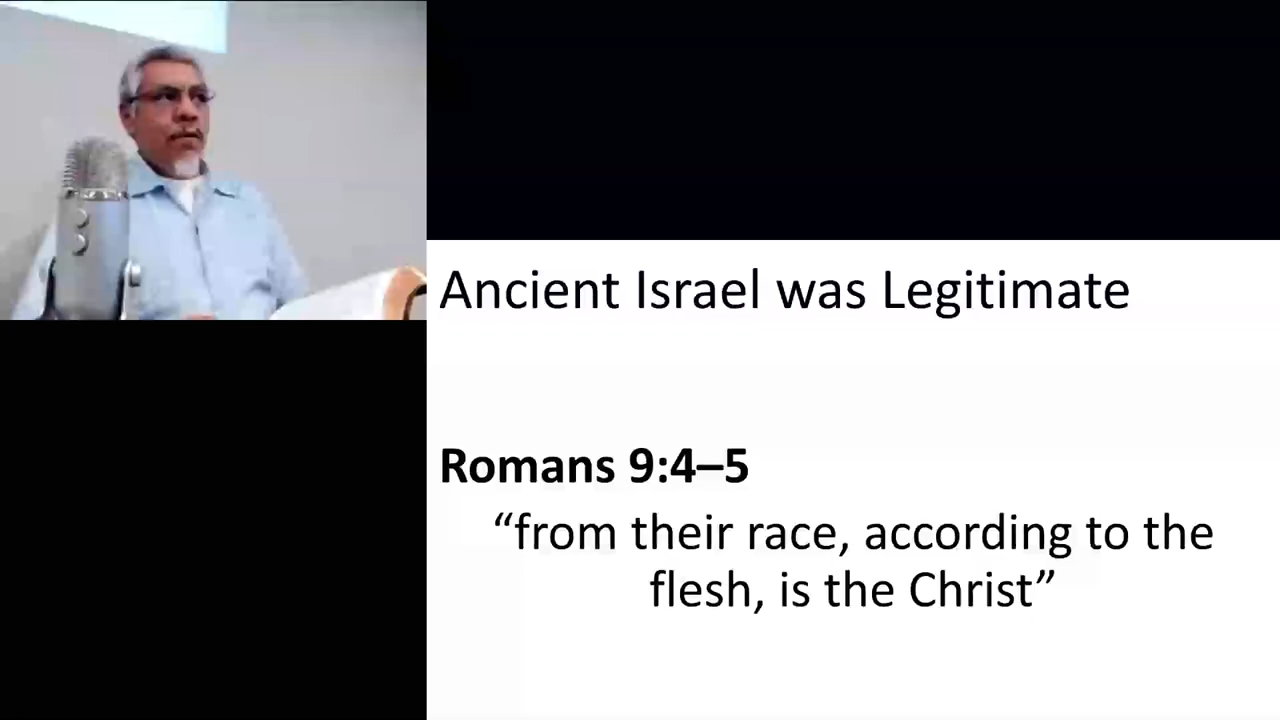 Ancient Israel was Legitimate
Romans 9:4–5
“from their race, according to the
flesh, is the Christ”